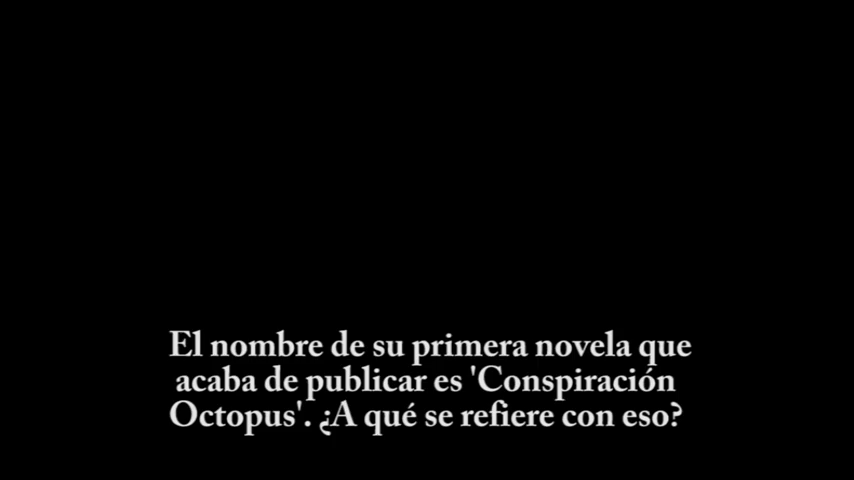 El nombre de su primera novela que
acaba de publicar es 'Conspiración
Octopus'. ¿A qué se refiere con eso?